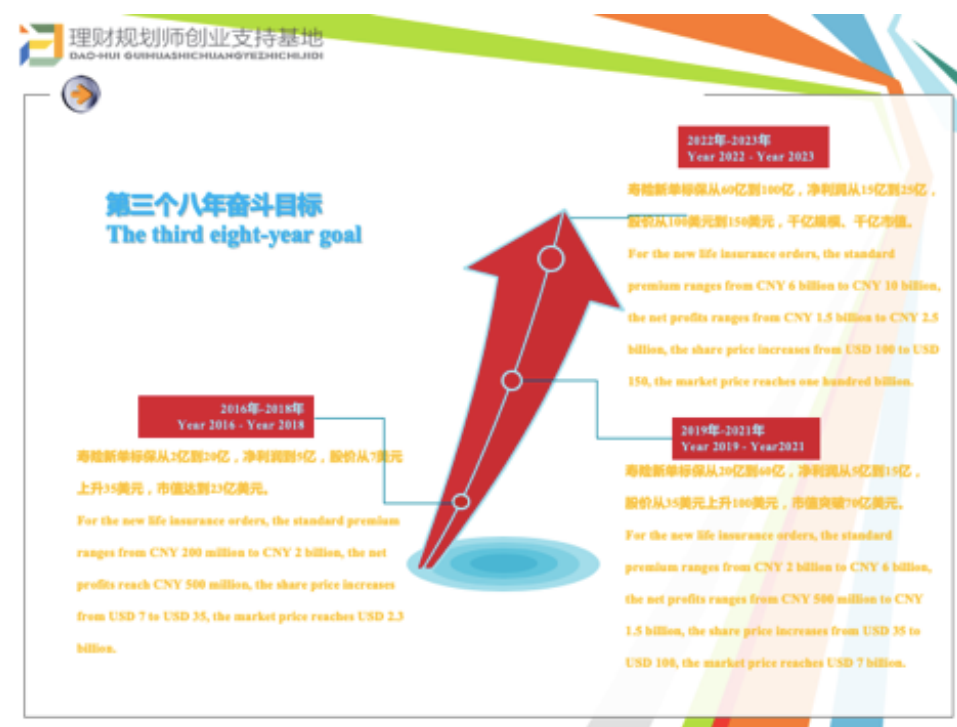 理财规划师创业支持基地
DAO-HUI GUIHUASHICHUANGYEZHICHIJIDI
第三个八年奋斗目标
The third eight-year goal
2016年-2018年
Year 2016 - Year 2018
寿险新单标保从2亿到20亿，净利润到5亿，股价从7美元
上升35美元，市值达到23亿美元。
For the new life insurance orders, the standard premium
ranges from CNY 200 million to CNY 2 billion, the net
profits reach CNY 500 million, the share price increases
from USD 7 to USD 35, the market price reaches USD 2.3
billion.
2019年-2021年
Year 2019 - Year2021
寿险新单标保从20亿到60亿，净利润从5亿到15亿，
股价从35美元上升100美元，市值突破70亿美元。
For the new life insurance orders, the standard
premium ranges from CNY 2 billion to CNY 6 billion,
the net profits ranges from CNY 500 million to CNY
1.5 billion, the share price increases from USD 35 to
USD 100, the market price reaches USD 7 billion.
2022年-2023年
Year 2022 - Year 2023
寿险新单标保从60亿到100亿，净利润从15亿到25亿，
股价从100美元到150美元，千亿规模、千亿市值。
For the new life insurance orders, the standard
premium ranges from CNY 6 billion to CNY 10 billion,
the net profits ranges from CNY 1.5 billion to CNY 2.5
billion, the share price increases from USD 100 to USD
150, the market price reaches one hundred billion.